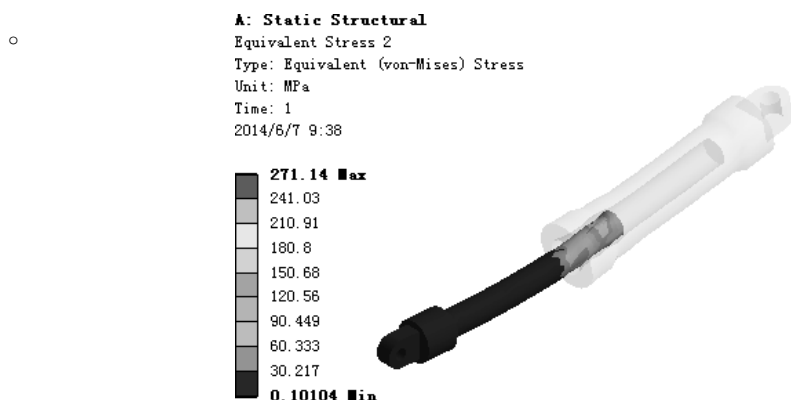 A: Static Structural
Equivalent Stress 2
Type: Equivalent (von-Mises) Stress
Unit: MPa
Time: 1
2014/6/7 9:38
271.14 Max
241.03
210.91
180.8
150.68
120.56
90.449
60.333
30.217
0.10104 Min